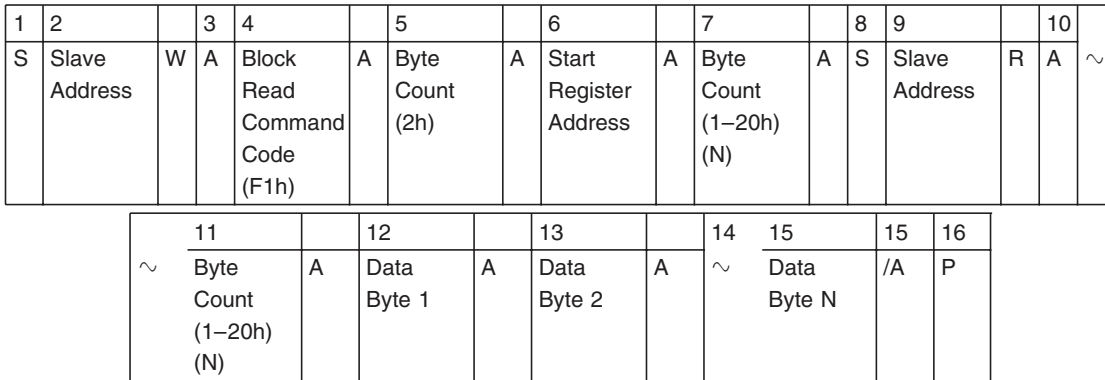 1 2 3 4 5 6 7 8 9 10
S Slave W A Block A Byte A Start A Byte A S Slave R A ~
Address Read Count Register Count Address
Command (2h) Address (1–20h)
Code (N)
(F1h)
11 12 13 14 15 15 16
~ Byte A Data A Data A ~ Data /A P
Count Byte 1 Byte 2 Byte N
(1–20h)
(N)